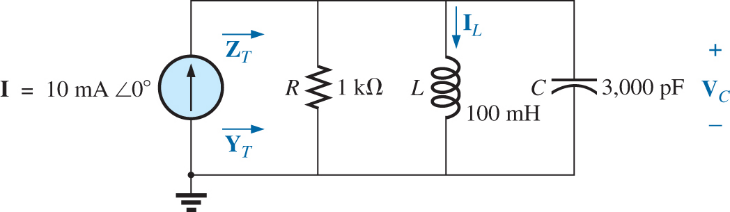 I_L
Z_T
+
I = 10 mA ∠0° R 1 kΩ L C 3,000 pF V_C
100 mH
Y_T
−